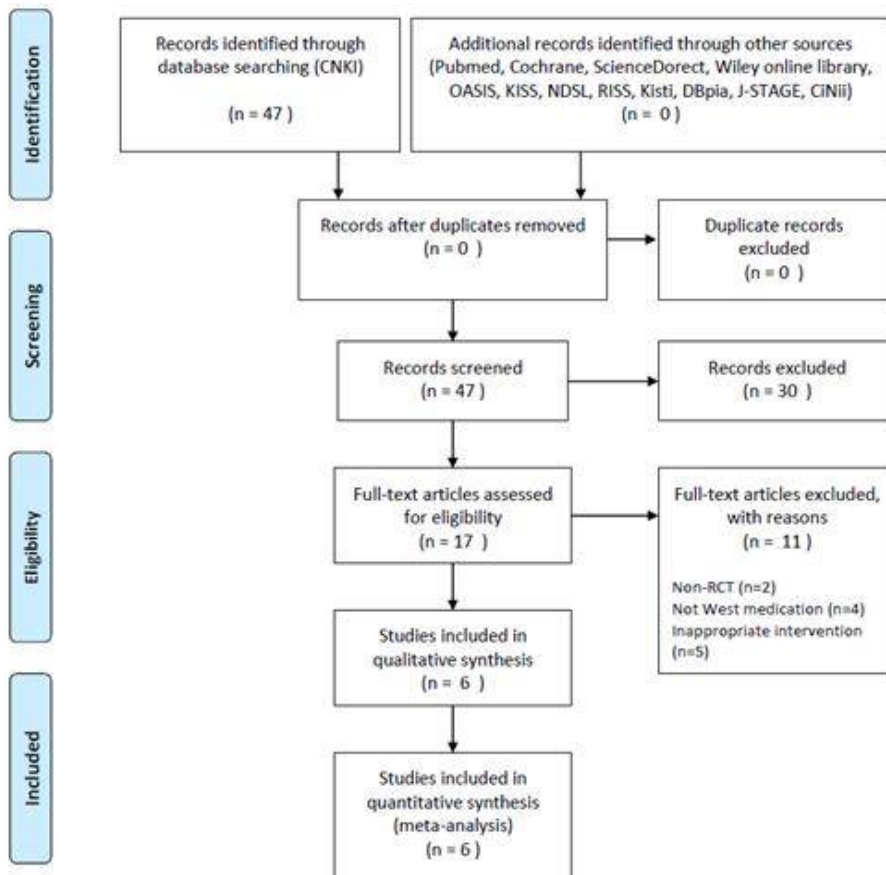 Identification
Records identified through
database searching (CNKI)
(n = 47 )
Additional records identified through other sources
(Pubmed, Cochrane, ScienceDorect, Wiley online library,
OASIS, KISS, NDSL, RISS, Kisti, DBpia, J-STAGE, CiNii)
(n = 0 )
Screening
Records after duplicates removed
(n = 0 )
Duplicate records
excluded
(n = 0 )
Records screened
(n = 47 )
Records excluded
(n = 30 )
Eligibility
Full-text articles assessed
for eligibility
(n = 17 )
Full-text articles excluded,
with reasons
(n = 11 )
Non-RCT (n=2)
Not West medication (n=4)
Inappropriate intervention
(n=5)
Studies included in
qualitative synthesis
(n = 6 )
Included
Studies included in
quantitative synthesis
(meta-analysis)
(n = 6 )